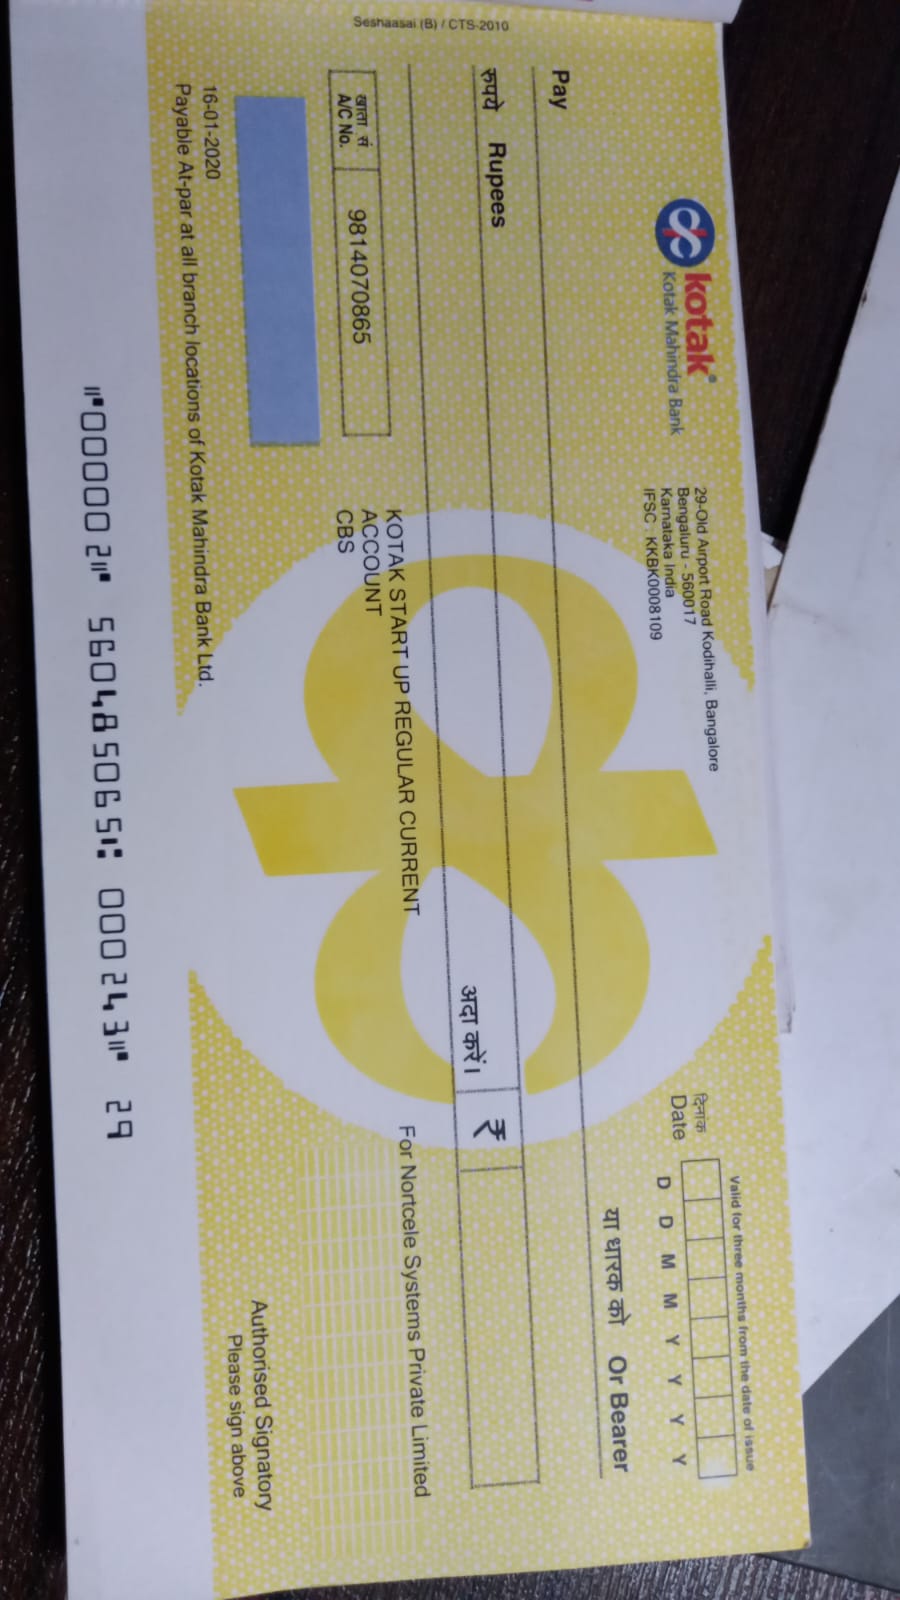 kotak®
Kotak Mahindra Bank
29-Old Airport Road Kodihalli, Bangalore
Bengaluru - 560017
Karnataka India
IFSC : KKBK0008109
Valid for three months from the date of issue
दिनांक
Date
D D M M Y Y Y Y
या धारक को Or Bearer
Pay
रुपये Rupees
अदा करें। ₹
Seshaasai (B) / CTS-2010
KOTAK START UP REGULAR CURRENT
ACCOUNT
CBS
For Nortcele Systems Private Limited
खाता सं
A/C No. 9814070865
Authorised Signatory
Please sign above
16-01-2020
Payable At-par at all branch locations of Kotak Mahindra Bank Ltd.
⑈000002⑈ 560485065⑆ 000243⑈ 29